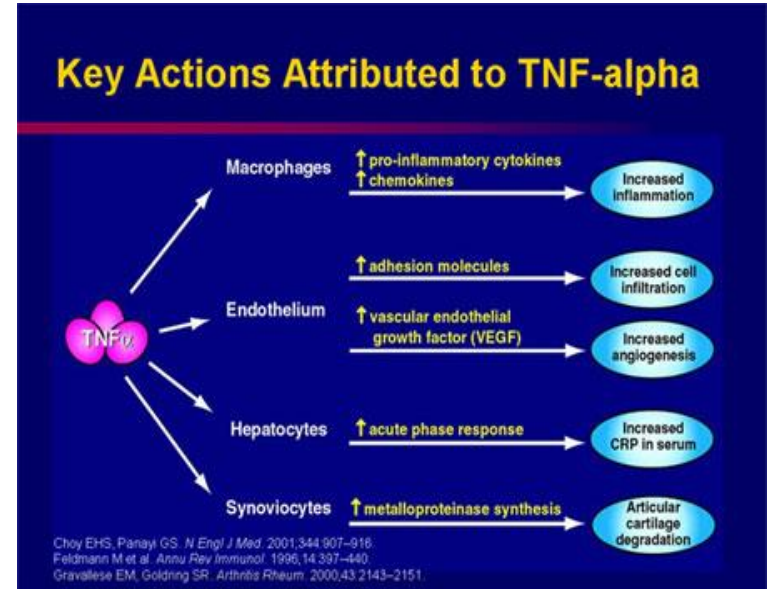 Key Actions Attributed to TNF-alpha
TNFα
Macrophages
↑pro-inflammatory cytokines
↑chemokines
Increased
inflammation
Endothelium
↑adhesion molecules
Increased cell
infiltration
↑vascular endothelial
growth factor (VEGF)
Increased
angiogenesis
Hepatocytes
↑acute phase response
Increased
CRP in serum
Synoviocytes
↑metalloproteinase synthesis
Articular
cartilage
degradation
Choy EHS, Panayi GS. N Engl J Med. 2001;344:907–916.
Feldmann M et al. Annu Rev Immunol. 1996;14:397–440.
Gravallese EM, Goldring SR. Arthritis Rheum. 2000;43:2143–2151.